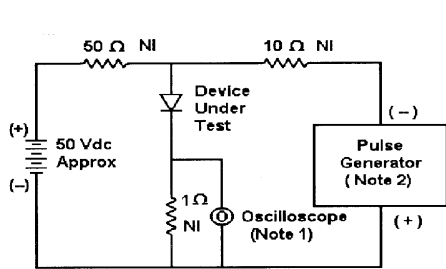 50 Ω NI
10 Ω NI
Device
Under
Test
(+)
50 Vdc
Approx
(−)
1Ω
NI
Oscilloscope
(Note 1)
(−)
Pulse
Generator
( Note 2)
(+)